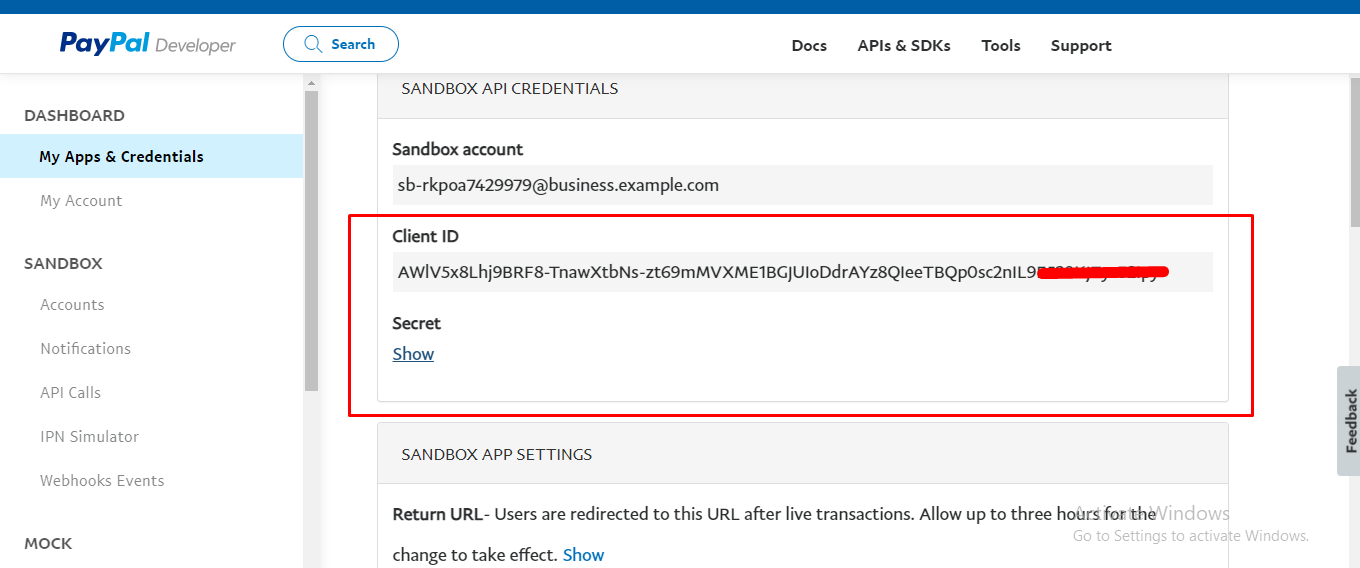 PayPal Developer
Search
Docs
APIs & SDKs
Tools
Support
DASHBOARD
My Apps & Credentials
My Account
SANDBOX
Accounts
Notifications
API Calls
IPN Simulator
Webhooks Events
MOCK
SANDBOX API CREDENTIALS
Sandbox account
sb-rkpoa7429979@business.example.com
Client ID
AWlV5x8Lhj9BRF8-TnawXtbNs-zt69mMVXME1BGjUIoDdrAYz8QIeeTBQp0sc2nIL9
Secret
Show
SANDBOX APP SETTINGS
Return URL- Users are redirected to this URL after live transactions. Allow up to three hours for the
change to take effect. Show
Feedback
Activate Windows
Go to Settings to activate Windows.